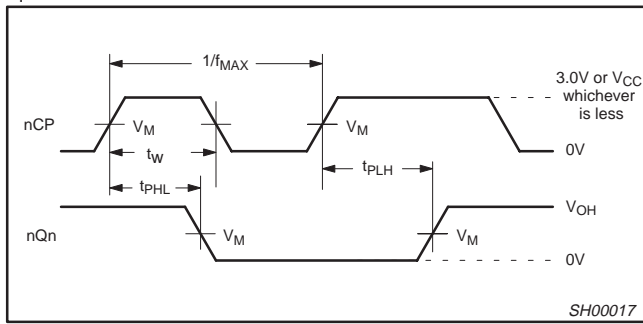 1/fMAX
3.0V or VCC
whichever
is less
nCP
VM
VM
tW
0V
tPHL
tPLH
VOH
nQn
VM
VM
0V
SH00017